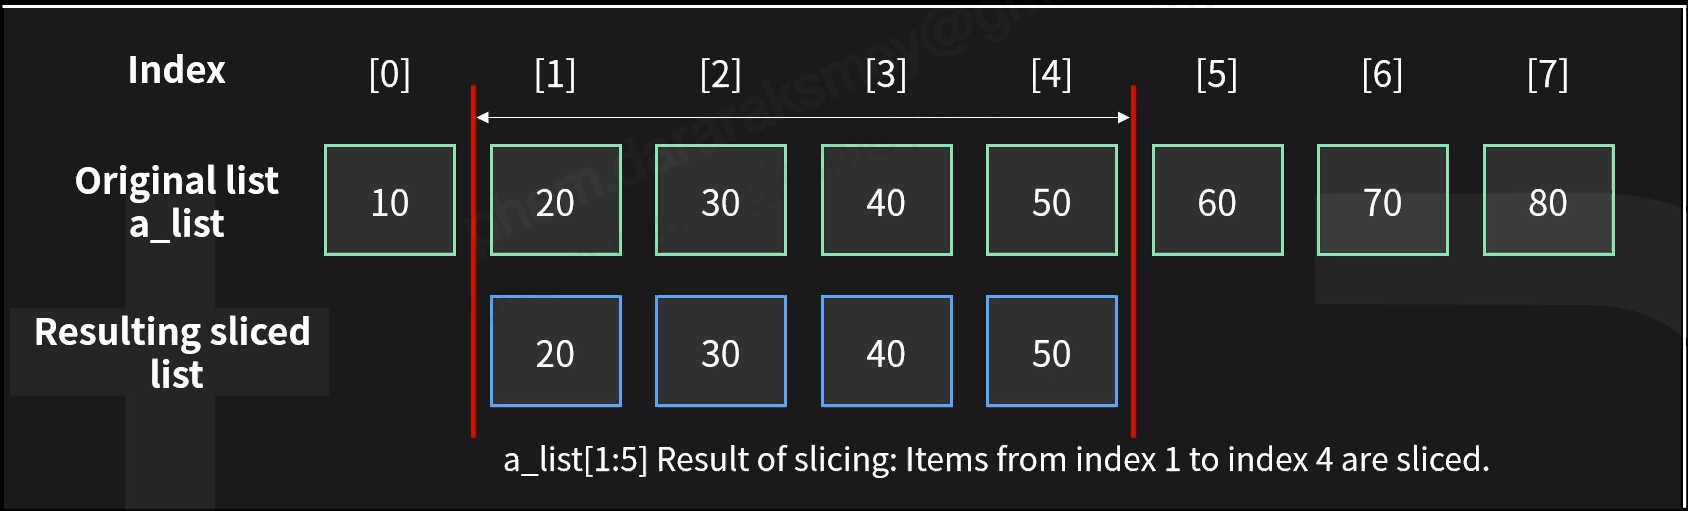 Index [0] [1] [2] [3] [4] [5] [6] [7]
Original list
a_list
10 20 30 40 50 60 70 80
Resulting sliced
list
20 30 40 50
a_list[1:5] Result of slicing: Items from index 1 to index 4 are sliced.